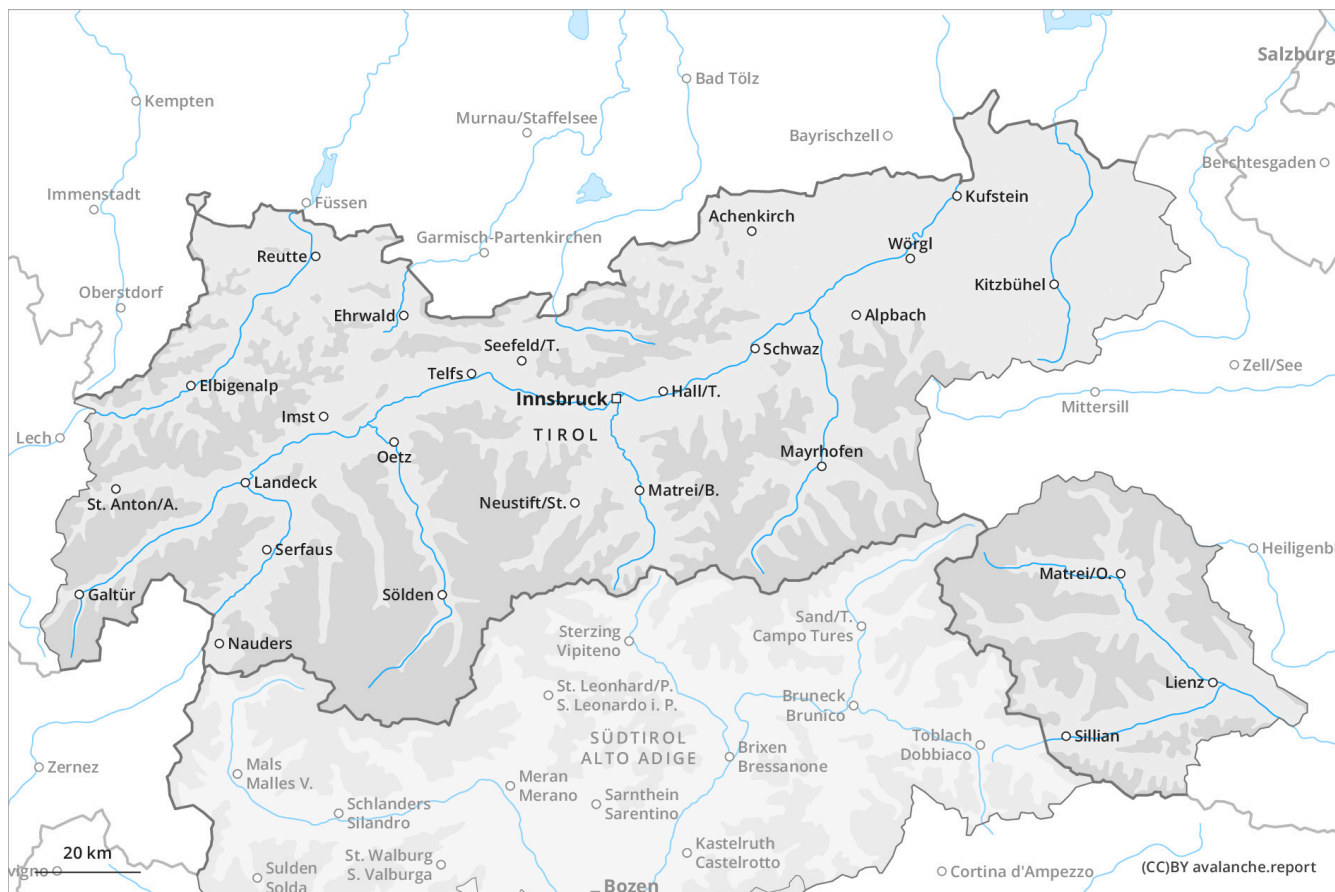 Salzburg
Bad Tölz
Kempten
Murnau/Staffelsee
Bayrischzell
Berchtesgaden
Immenstadt
Füssen
Kufstein
Achenkirch
Garmisch-Partenkirchen
Wörgl
Reutte
Kitzbühel
Oberstdorf
Ehrwald
Alpbach
Seefeld/T.
Schwaz
Zell/See
Telfs
Elbigenalp
Hall/T.
Innsbruck
Mittersill
Imst
TIROL
Lech
Oetz
Mayrhofen
Landeck
Matrei/B.
St. Anton/A.
Neustift/St.
Serfaus
Heiligenb
Matrei/O.
Galtür
Sölden
Sand/T.
Campo Tures
Sterzing
Vipiteno
Nauders
Lienz
St. Leonhard/P.
S. Leonardo i. P.
Bruneck
Brunico
SÜDTIROL
ALTO ADIGE
Toblach
Dobbiaco
Sillian
Brixen
Bressanone
Zernez
Mals
Malles V.
Meran
Merano
Schlanders
Silandro
Sarnthein
Sarentino
Kastelruth
Castelrotto
20 km
St. Walburg
S. Valburga
vigno
Sulden
Solda
Cortina d'Ampezzo
(CC)BY avalanche.report
Bozen